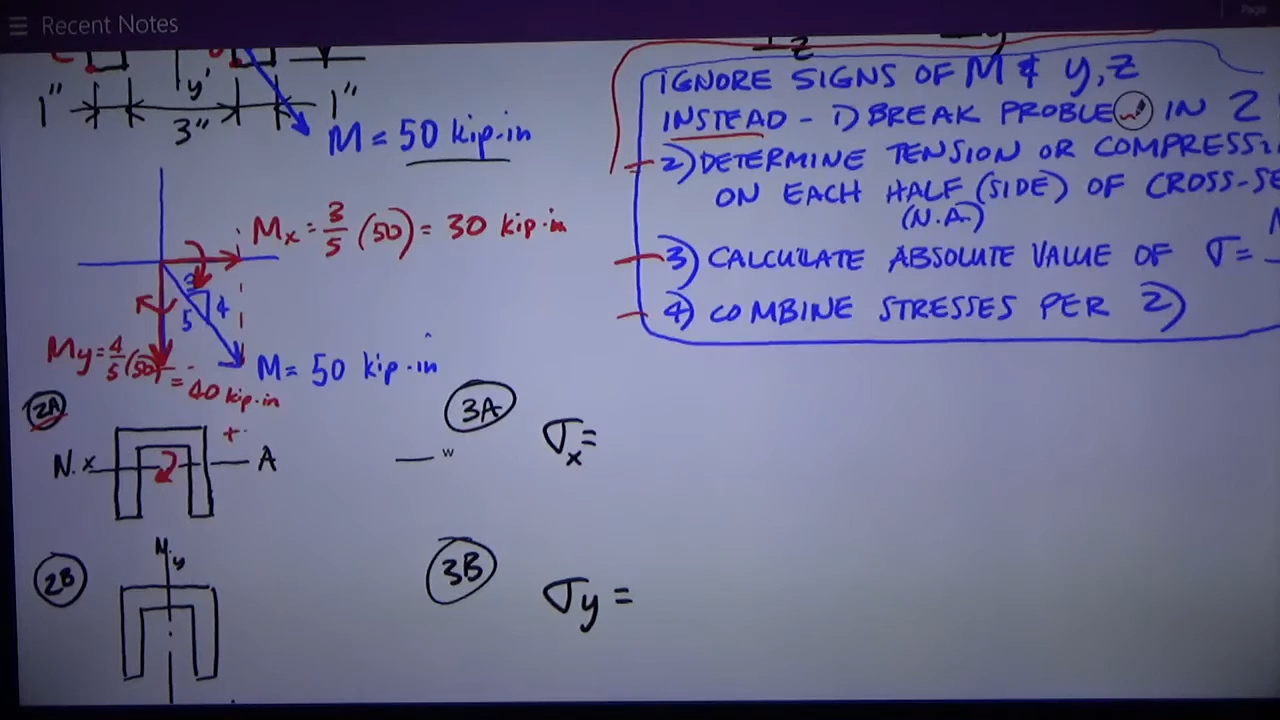 Recent Notes
Page
y'
1"
3"
1"
M = 50 kip·in
Mx = 3/5 (50) = 30 kip·in
3
4
5
My = 4/5 (50)
= 40 kip·in
M = 50 kip·in
IGNORE SIGNS OF M & y, z
INSTEAD - 1) BREAK PROBLE IN 2
2) DETERMINE TENSION OR COMPRESSI
ON EACH HALF (SIDE) OF CROSS-SE
(N.A.)
3) CALCULATE ABSOLUTE VALUE OF σ =
4) COMBINE STRESSES PER 2)
2A
+
N. x A
3A
σx =
2B
y
3B
σy =